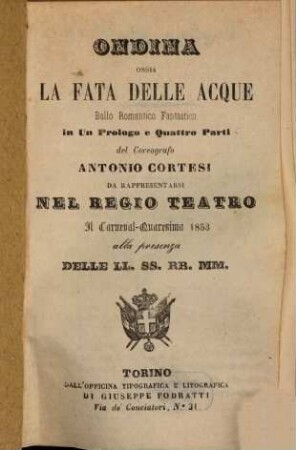 ONDINA
OSSIA
LA FATA DELLE ACQUE
Ballo Romantico Fantastico
in Un Prologo e Quattro Parti
del Coreografo
ANTONIO CORTESI
DA RAPPRESENTARSI
NEL REGIO TEATRO
Il Carneval-Quaresima 1853
alla presenza
DELLE LL. SS. RR. MM.
TORINO
DALL'OFFICINA TIPOGRAFICA E LITOGRAFICA
DI GIUSEPPE FODRATTI
Via de' Conciatori, N.° 21